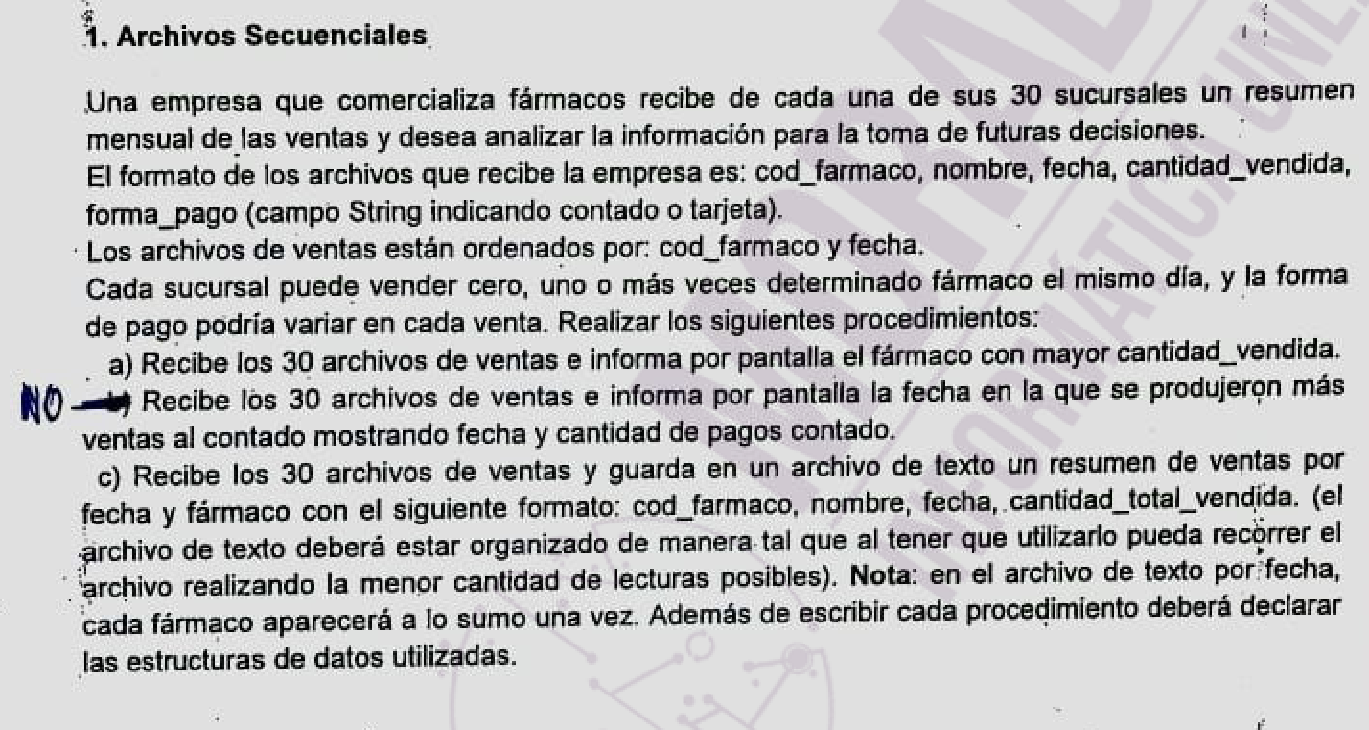 1. Archivos Secuenciales
Una empresa que comercializa fármacos recibe de cada una de sus 30 sucursales un resumen
mensual de las ventas y desea analizar la información para la toma de futuras decisiones.
El formato de los archivos que recibe la empresa es: cod_farmaco, nombre, fecha, cantidad_vendida,
forma_pago (campo String indicando contado o tarjeta).
Los archivos de ventas están ordenados por: cod_farmaco y fecha.
Cada sucursal puede vender cero, uno o más veces determinado fármaco el mismo día, y la forma
de pago podría variar en cada venta. Realizar los siguientes procedimientos:
a) Recibe los 30 archivos de ventas e informa por pantalla el fármaco con mayor cantidad_vendida.
NO ) Recibe los 30 archivos de ventas e informa por pantalla la fecha en la que se produjeron más
ventas al contado mostrando fecha y cantidad de pagos contado.
c) Recibe los 30 archivos de ventas y guarda en un archivo de texto un resumen de ventas por
fecha y fármaco con el siguiente formato: cod_farmaco, nombre, fecha, cantidad_total_vendida. (el
archivo de texto deberá estar organizado de manera tal que al tener que utilizarlo pueda recorrer el
archivo realizando la menor cantidad de lecturas posibles). Nota: en el archivo de texto por fecha,
cada fármaco aparecerá a lo sumo una vez. Además de escribir cada procedimiento deberá declarar
las estructuras de datos utilizadas.